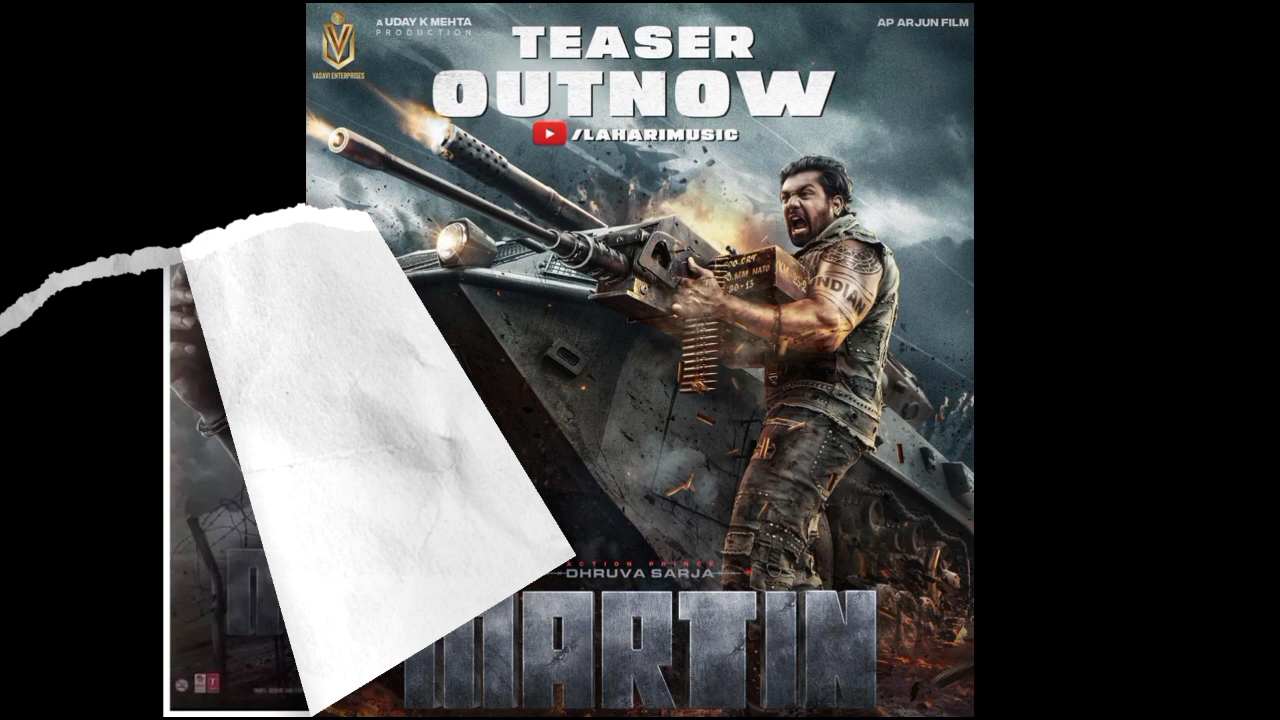 A UDAY K MEHTA
PRODUCTION
VASAVI ENTERPRISES
AP ARJUN FILM
TEASER
OUTNOW
/LAHARIMUSIC
INDIAN
ACTION PRINCE
DHRUVA SARJA
MARTIN